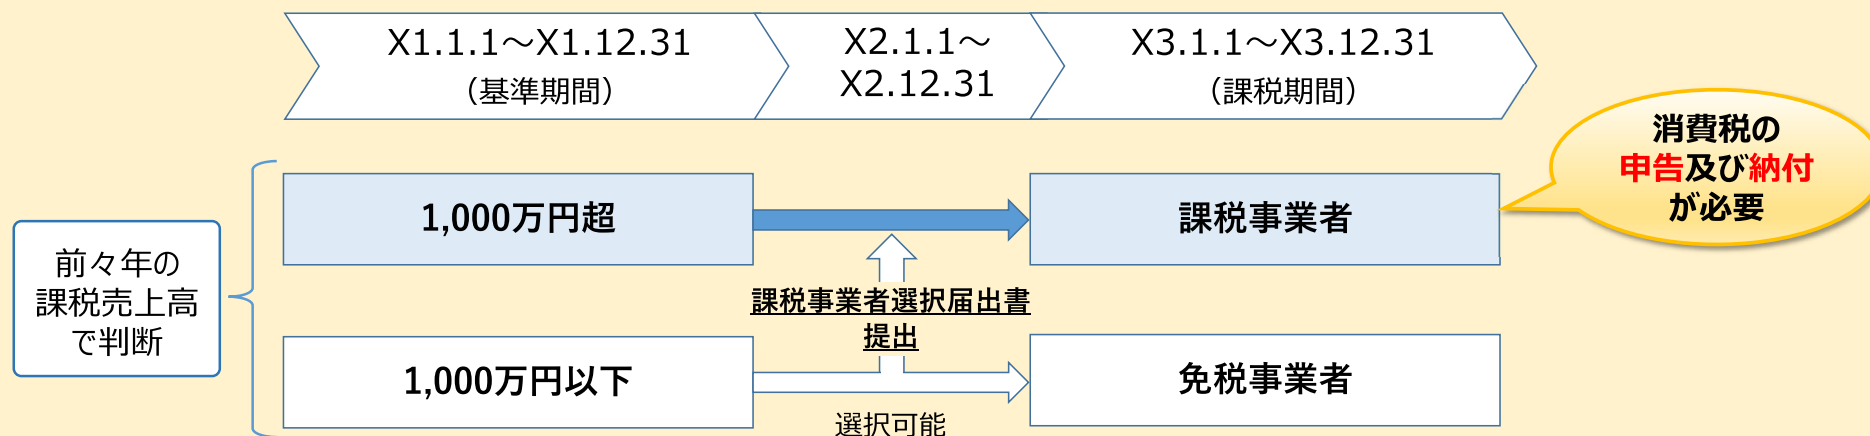 X1.1.1～X1.12.31
（基準期間）
X2.1.1～
X2.12.31
X3.1.1～X3.12.31
（課税期間）
消費税の
申告及び納付
が必要
1,000万円超
課税事業者
前々年の
課税売上高
で判断
課税事業者選択届出書
提出
1,000万円以下
免税事業者
選択可能